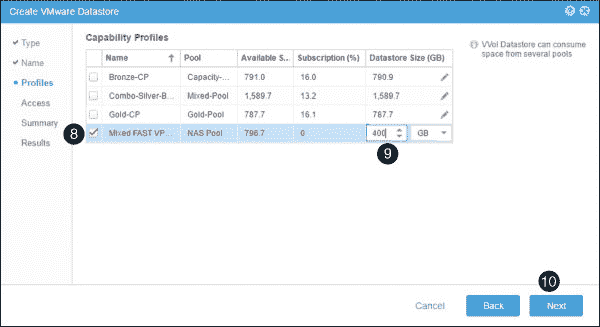 Create VMware Datastore
Type
Name
Profiles
Access
Summary
Results
Capability Profiles
Name Pool Available S... Subscription (%) Datastore Size (GB)
Bronze-CP Capacity-... 791.0 16.0 790.9
Combo-Silver-B... Mixed-Pool 1,589.7 13.2 1,589.7
Gold-CP Gold-Pool 787.7 16.1 787.7
8 Mixed FAST VP... NAS Pool 796.7 0 400 GB
9
VVol Datastore can consume
space from several pools
10
Cancel Back Next